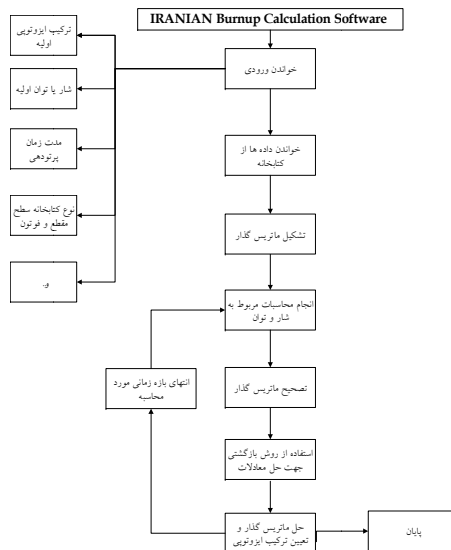 IRANIAN Burnup Calculation Software
خواندن ورودی
ترکیب ایزوتوپی
اولیه
شار یا توان اولیه
مدت زمان
پرتودهی
نوع کتابخانه سطح
مقطع و فوتون
و..
خواندن داده ها از
کتابخانه
تشکیل ماتریس گذار
انجام محاسبات مربوط به
شار و توان
تصحیح ماتریس گذار
استفاده از روش بازگشتی
جهت حل معادلات
حل ماتریس گذار و
تعیین ترکیب ایزوتوپی
انتهای بازه زمانی مورد
محاسبه
پایان